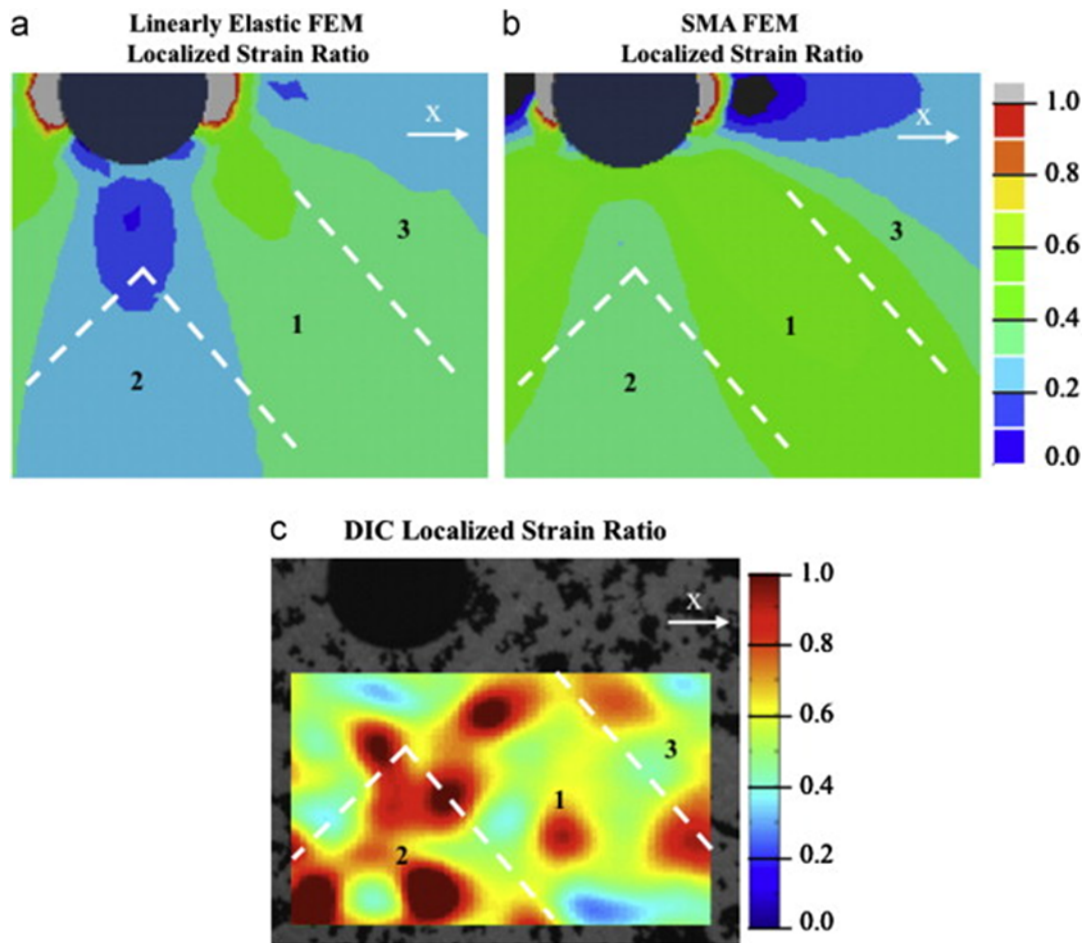 a
Linearly Elastic FEM
Localized Strain Ratio
b
SMA FEM
Localized Strain Ratio
X
3
1
2
X
3
1
2
1.0
0.8
0.6
0.4
0.2
0.0
c
DIC Localized Strain Ratio
X
3
1
2
1.0
0.8
0.6
0.4
0.2
0.0